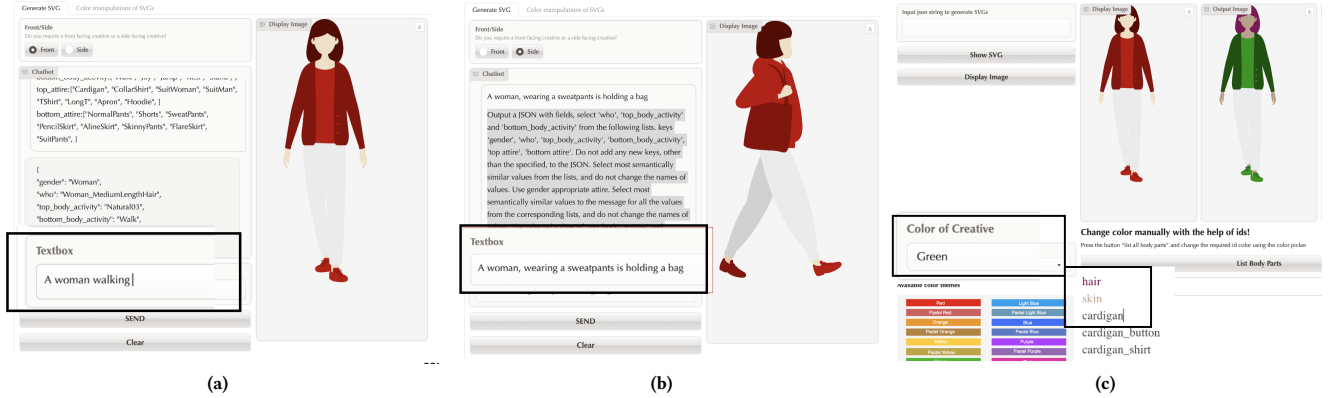 Generate SVG Color manipulations of SVGs
Front/Side
Do you require a front facing creative or a side facing creative?
Front Side
Chatbot
bottom_body_activity:["Walk", "Joy", "Jump", "Rest", "Stand", ]
top_attire:["Cardigan", "CollarShirt", "SuitWoman", "SuitMan",
"TShirt", "LongT", "Apron", "Hoodie", ]
bottom_attire:["NormalPants", "Shorts", "SweatPants",
"PencilSkirt", "AlineSkirt", "SkinnyPants", "FlareSkirt",
"SuitPants", ]
{
"gender": "Woman",
"who": "Woman_MediumLengthHair",
"top_body_activity": "Natural03",
"bottom_body_activity": "Walk",
Textbox
A woman walking
SEND
Clear
Display Image
(a)
Generate SVG Color manipulations of SVGs
Front/Side
Do you require a front facing creative or a side facing creative?
Front Side
Chatbot
A woman, wearing a sweatpants is holding a bag
Output a JSON with fields, select 'who', 'top_body_activity'
and 'bottom_body_activity' from the following lists. keys
'gender', 'who', 'top_body_activity', 'bottom_body_activity',
'top attire', 'bottom attire'. Do not add any new keys, other
than the specified, to the JSON. Select most semantically
similar values from the lists, and do not change the names of
values. Use gender appropriate attire. Select most
semantically similar values to the message for all the values
from the corresponding lists, and do not change the names of
Textbox
A woman, wearing a sweatpants is holding a bag
SEND
Clear
Display Image
(b)
Input json string to generate SVGs
Show SVG
Display Image
Color of Creative
Green
Available color themes
Red Light Blue
Pastel Red Pastel Light Blue
Orange Blue
Pastel Orange Pastel Blue
Yellow Purple
Pastel Yellow Pastel Purple
Display Image
Output Image
Change color manually with the help of ids!
Press the button "list all body parts" and change the required id color using the color picker
List Body Parts
hair
skin
cardigan
cardigan_button
cardigan_shirt
(c)